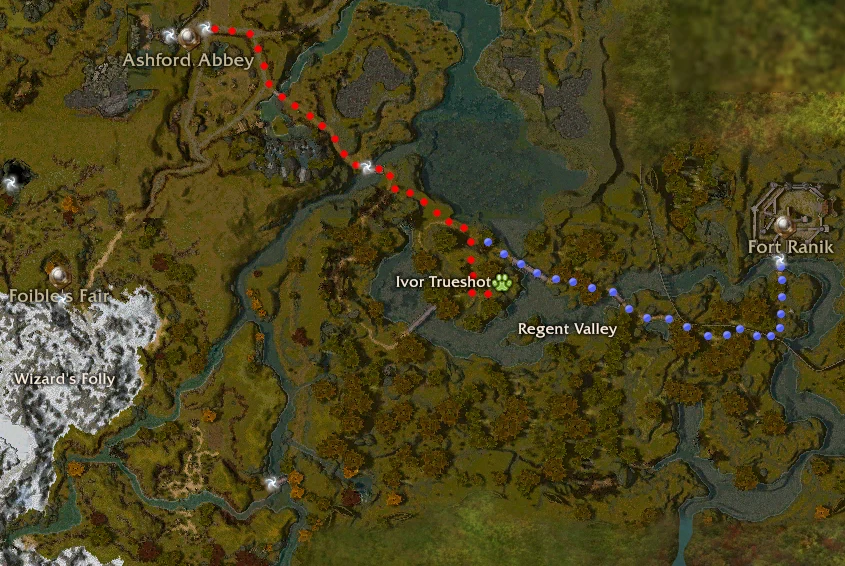 Ashford Abbey
Fort Ranik
Ivor Trueshot
Foible's Fair
Regent Valley
Wizard's Folly